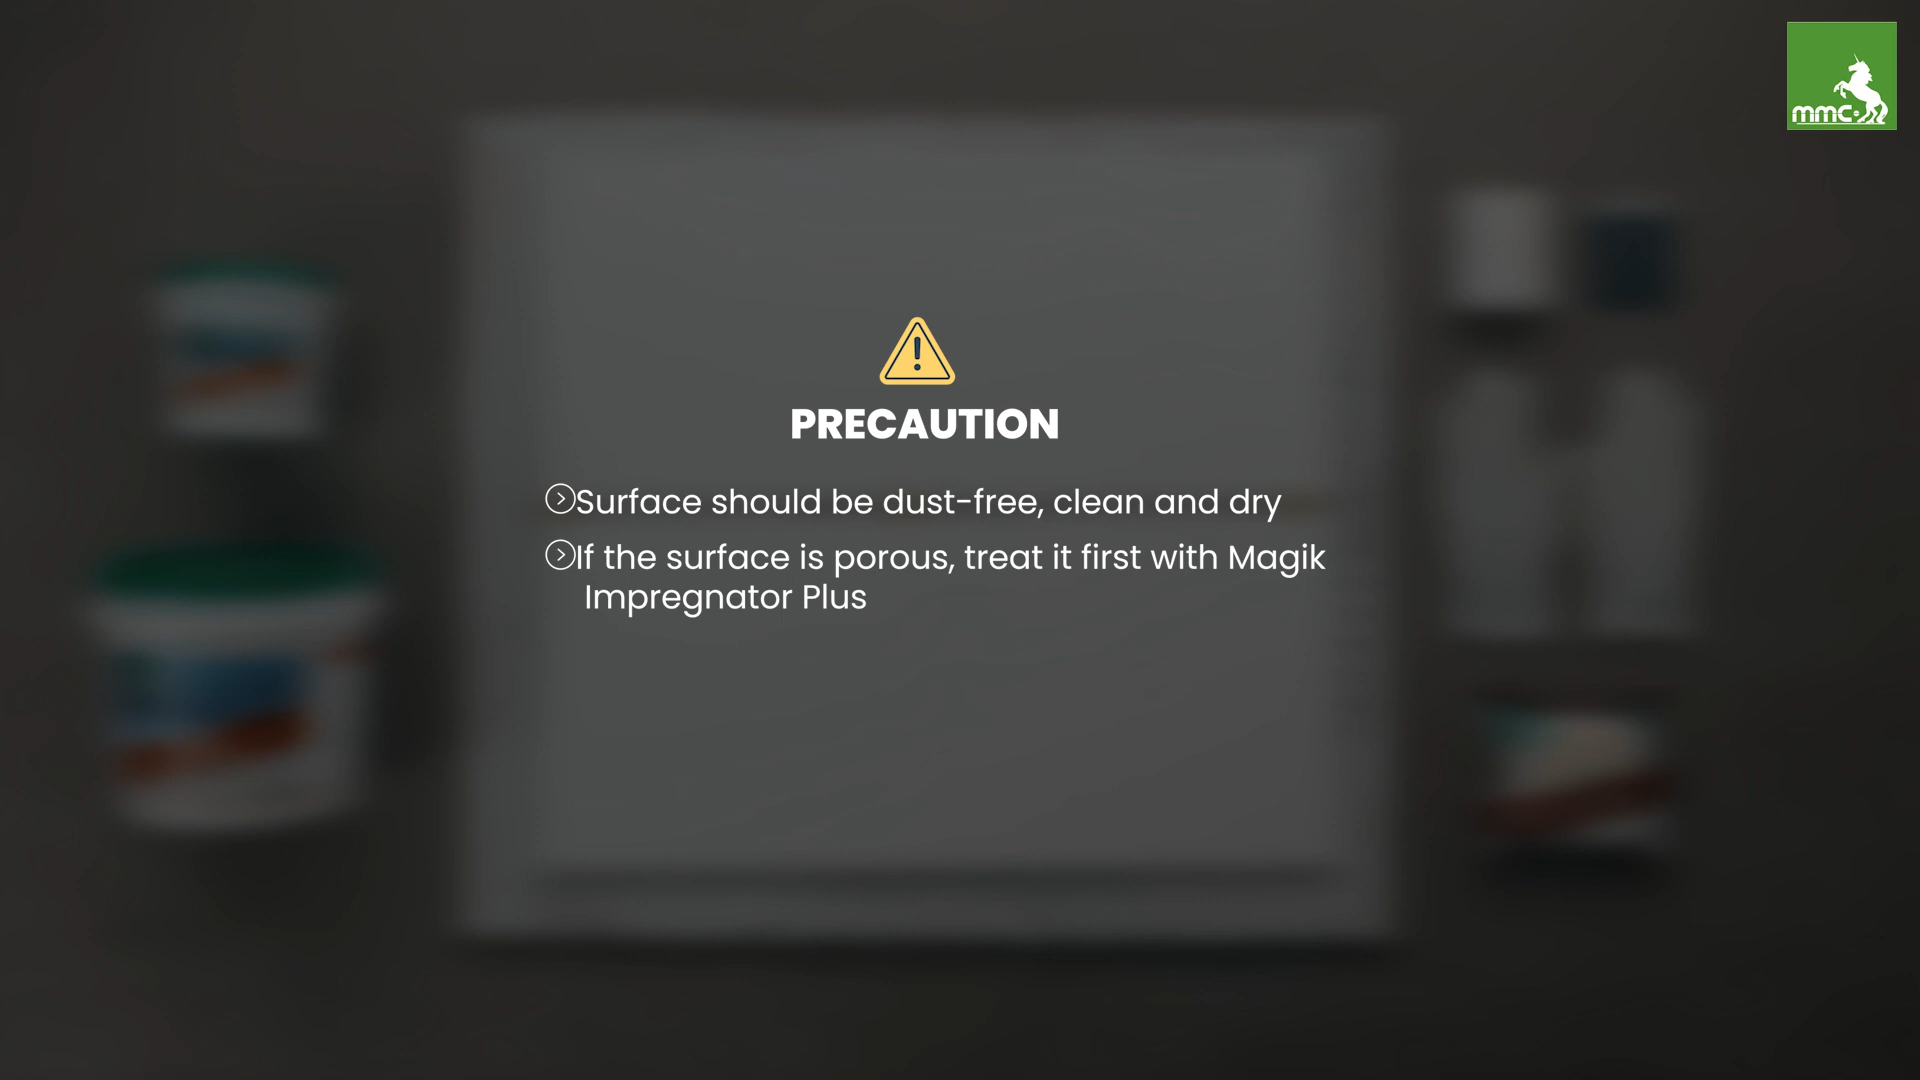 mmc
PRECAUTION
Surface should be dust-free, clean and dry
If the surface is porous, treat it first with Magik
Impregnator Plus